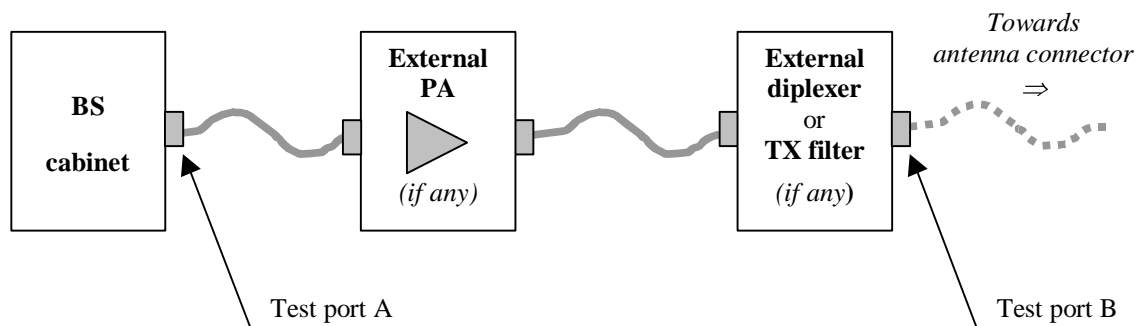 BS
cabinet
External
PA
(if any)
External
diplexer
or
TX filter
(if any)
Towards
antenna connector
⇒
Test port A
Test port B